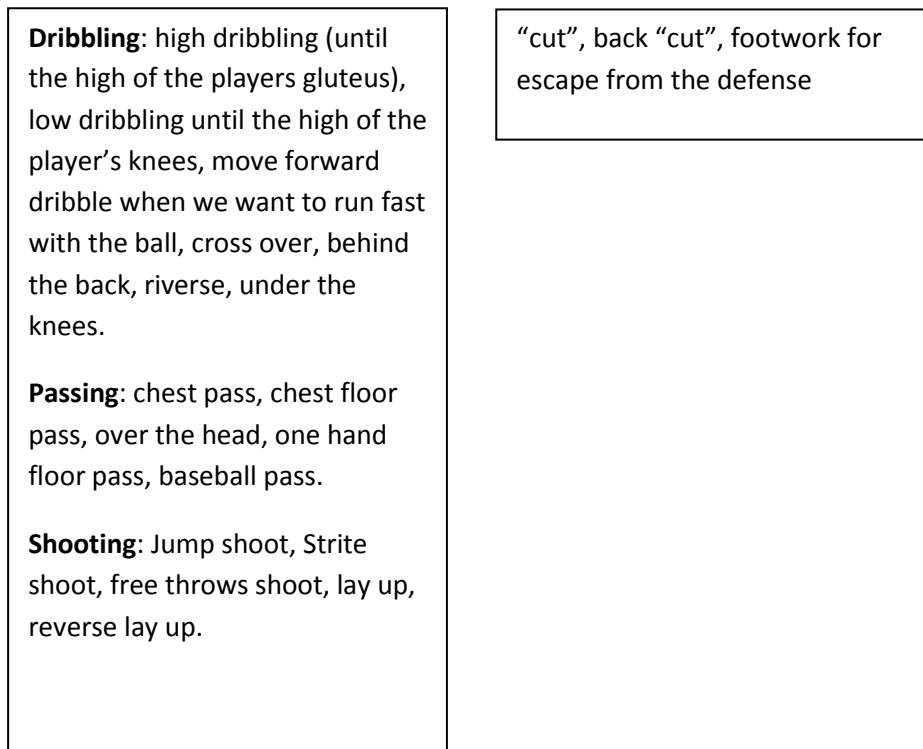 Dribbling: high dribbling (until
the high of the players gluteus),
low dribbling until the high of the
player’s knees, move forward
dribble when we want to run fast
with the ball, cross over, behind
the back, riverse, under the
knees.
Passing: chest pass, chest floor
pass, over the head, one hand
floor pass, baseball pass.
Shooting: Jump shoot, Strite
shoot, free throws shoot, lay up,
reverse lay up.
“cut”, back “cut”, footwork for
escape from the defense